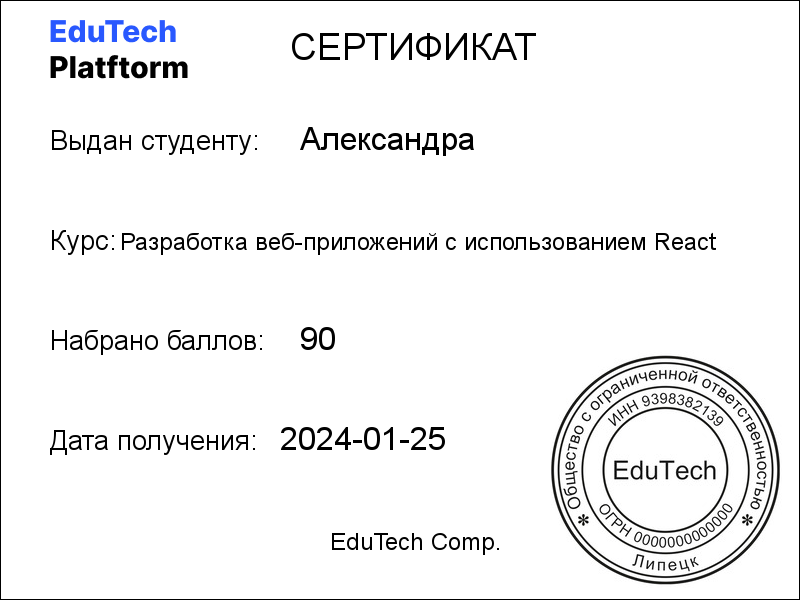 EduTech
Platftorm
СЕРТИФИКАТ
Выдан студенту: Александра
Курс: Разработка веб-приложений с использованием React
Набрано баллов: 90
Дата получения: 2024-01-25
EduTech Comp.
Общество с ограниченной ответственностью
ИНН 9398382139
EduTech
ОГРН 0000000000000
* Липецк *